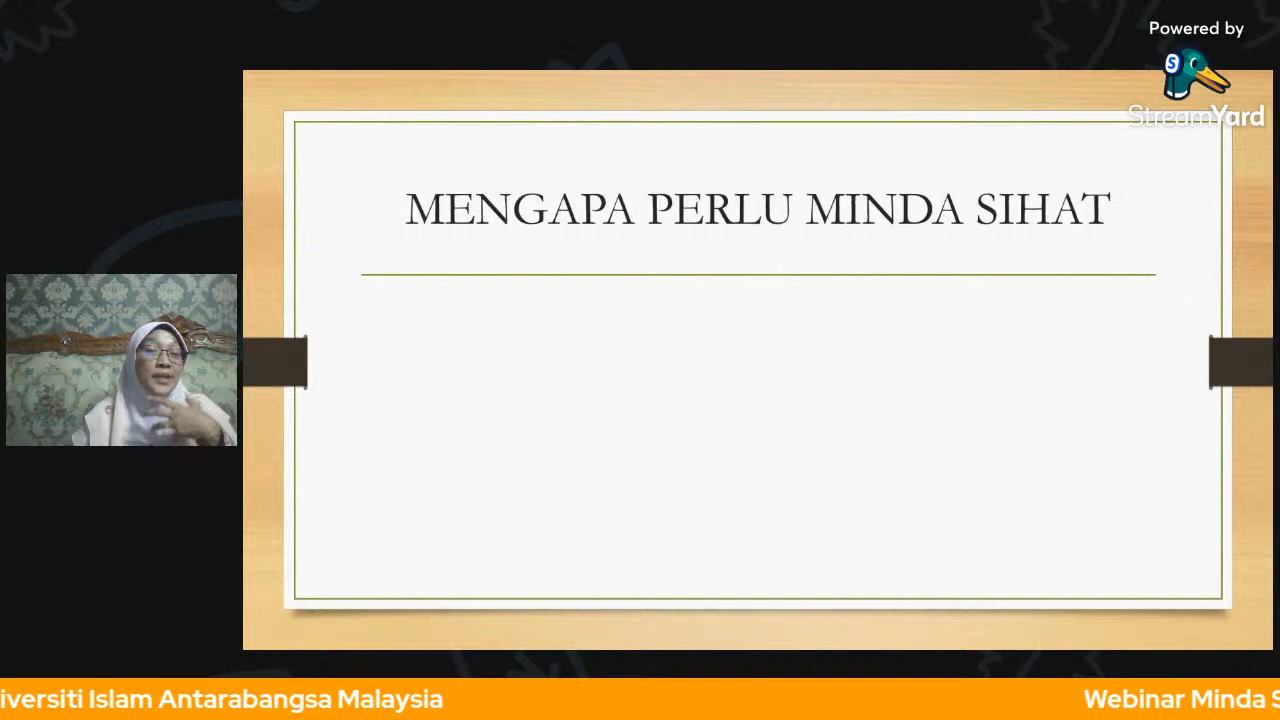 Powered by
S
StreamYard
MENGAPA PERLU MINDA SIHAT
iversiti Islam Antarabangsa Malaysia
Webinar Minda S